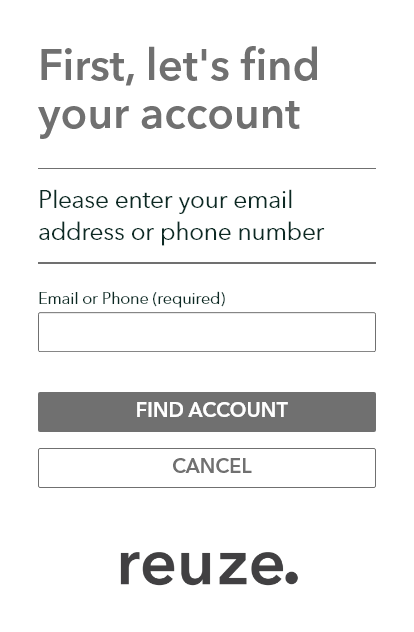 First, let's find
your account
Please enter your email
address or phone number
Email or Phone (required)
FIND ACCOUNT
CANCEL
reuze.